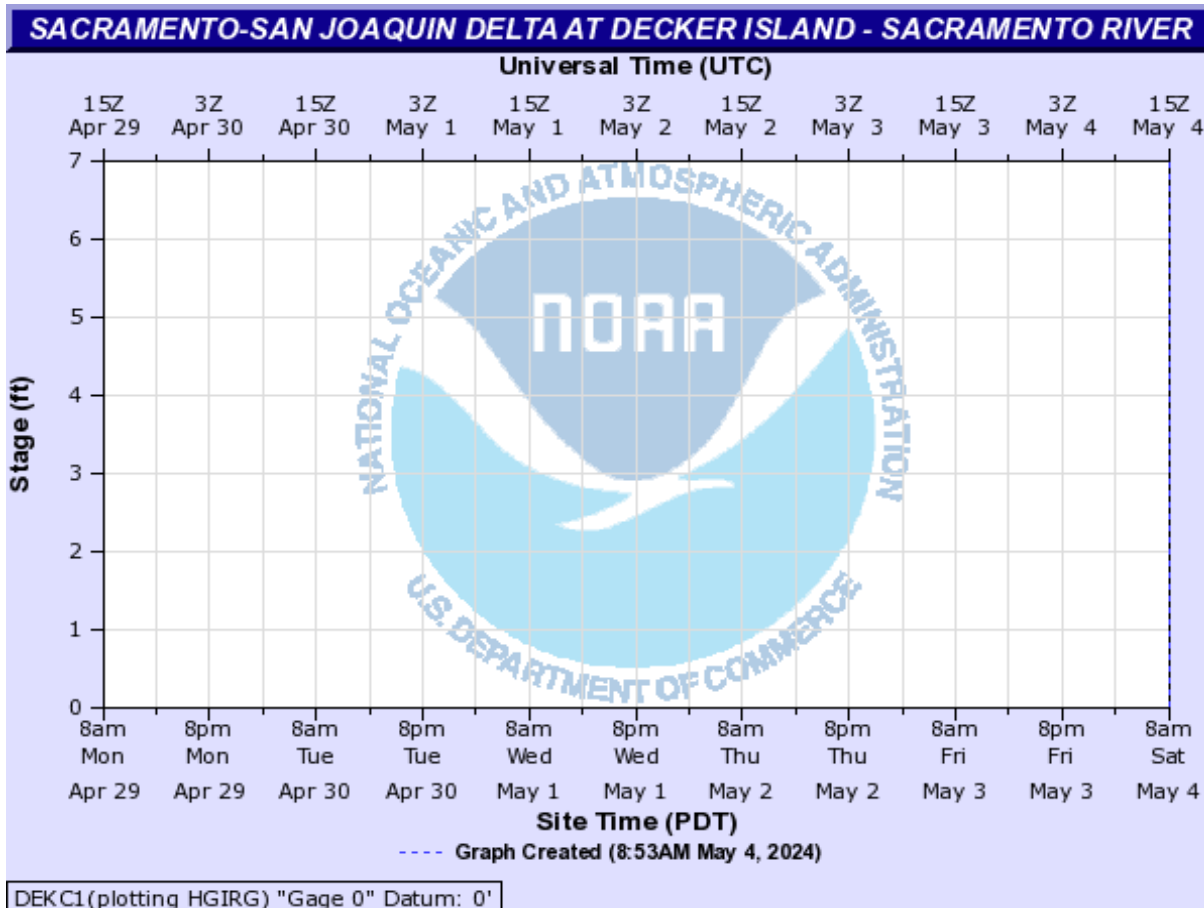 SACRAMENTO-SAN JOAQUIN DELTA AT DECKER ISLAND - SACRAMENTO RIVER
Universal Time (UTC)
15Z 3Z 15Z 3Z 15Z 3Z 15Z 3Z 15Z 3Z 15Z
Apr 29 Apr 30 Apr 30 May 1 May 1 May 2 May 2 May 3 May 3 May 4 May 4
7
6
5
4
3
2
1
0
Stage (ft)
NATIONAL OCEANIC AND ATMOSPHERIC ADMINISTRATION
NOAA
U.S. DEPARTMENT OF COMMERCE
8am 8pm 8am 8pm 8am 8pm 8am 8pm 8am 8pm 8am
Mon Mon Tue Tue Wed Wed Thu Thu Fri Fri Sat
Apr 29 Apr 29 Apr 30 Apr 30 May 1 May 1 May 2 May 2 May 3 May 3 May 4
Site Time (PDT)
---- Graph Created (8:53AM May 4, 2024)
DEKC1(plotting HGIRG) "Gage 0" Datum: 0'